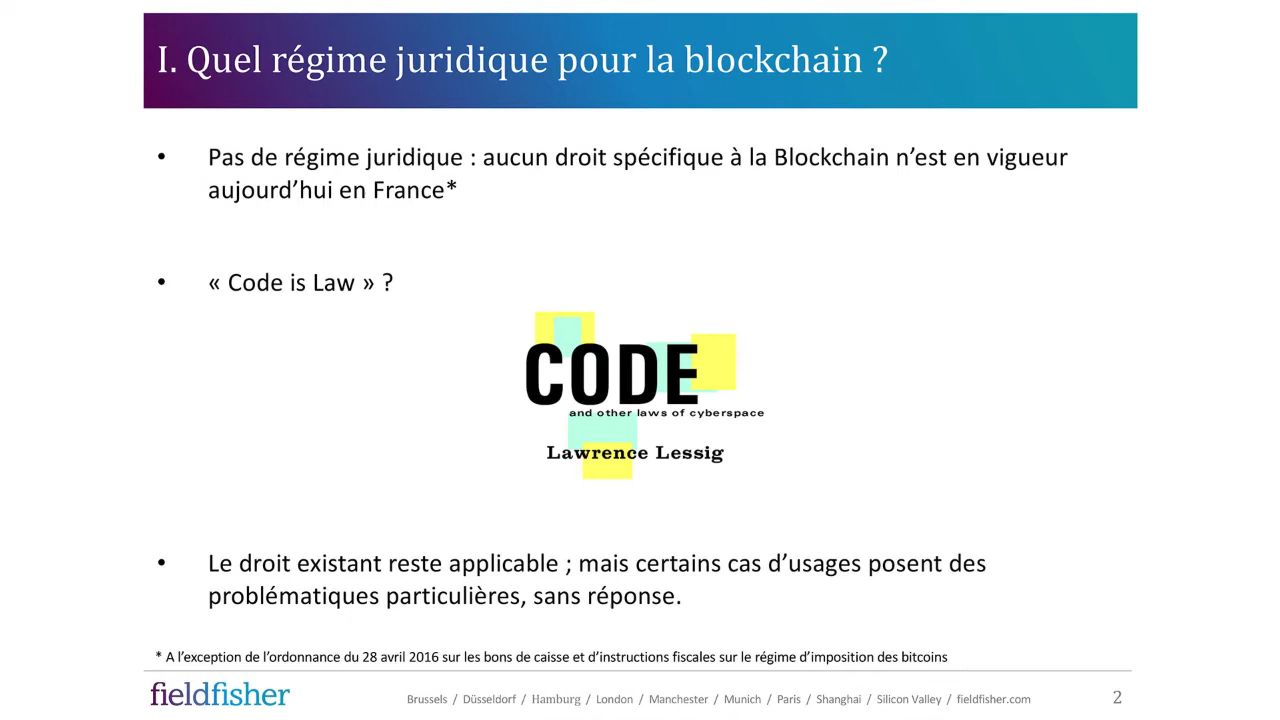 I. Quel régime juridique pour la blockchain ?
• Pas de régime juridique : aucun droit spécifique à la Blockchain n’est en vigueur
aujourd’hui en France*
• « Code is Law » ?
CODE
and other laws of cyberspace
Lawrence Lessig
• Le droit existant reste applicable ; mais certains cas d’usages posent des
problématiques particulières, sans réponse.
* A l’exception de l’ordonnance du 28 avril 2016 sur les bons de caisse et d’instructions fiscales sur le régime d’imposition des bitcoins
fieldfisher
Brussels / Düsseldorf / Hamburg / London / Manchester / Munich / Paris / Shanghai / Silicon Valley / fieldfisher.com
2